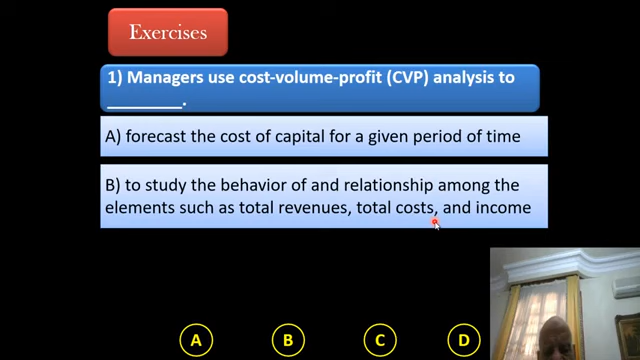 Exercises
1) Managers use cost-volume-profit (CVP) analysis to
________.
A) forecast the cost of capital for a given period of time
B) to study the behavior of and relationship among the
elements such as total revenues, total costs, and income
A B C D